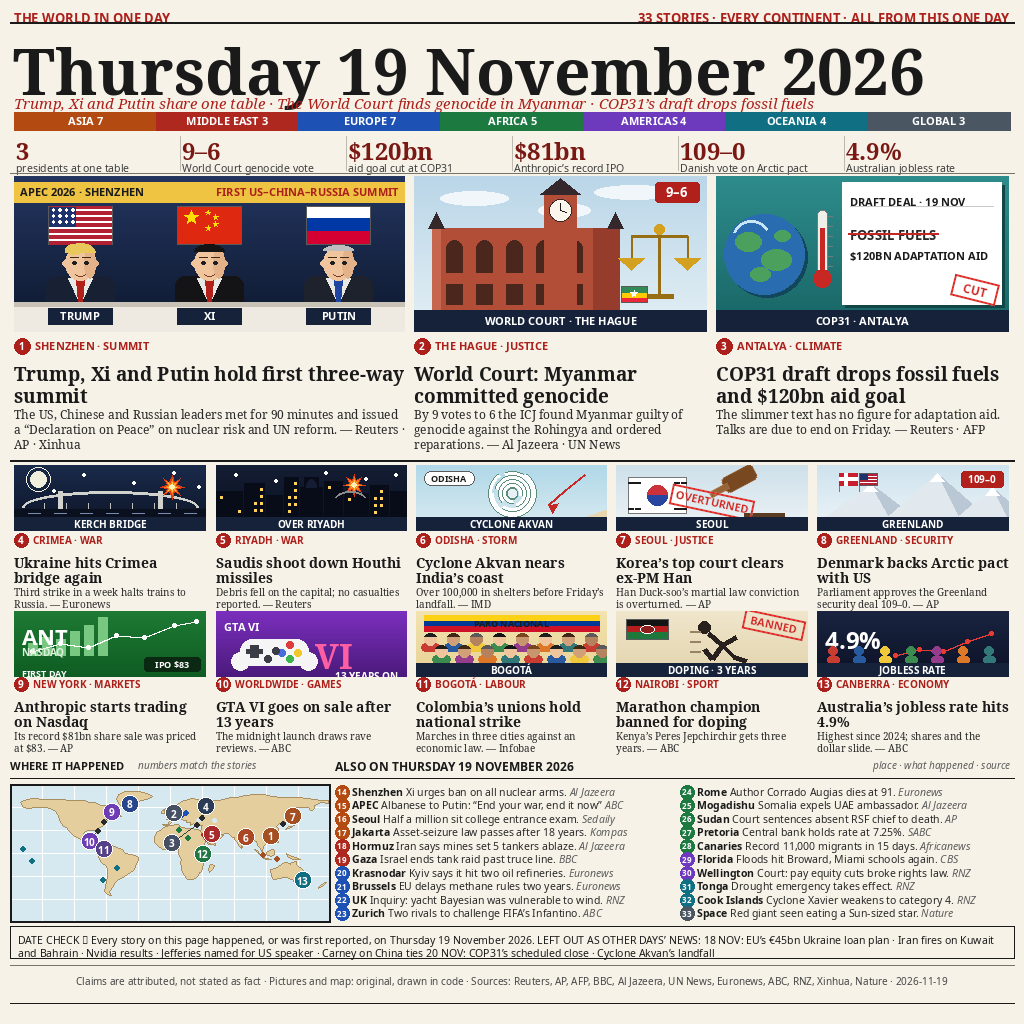 THE WORLD IN ONE DAY
33 STORIES · EVERY CONTINENT · ALL FROM THIS ONE DAY
Thursday 19 November 2026
Trump, Xi and Putin share one table · The World Court finds genocide in Myanmar · COP31’s draft drops fossil fuels
ASIA 7
MIDDLE EAST 3
EUROPE 7
AFRICA 5
AMERICAS 4
OCEANIA 4
GLOBAL 3
3
presidents at one table
9–6
World Court genocide vote
$120bn
aid goal cut at COP31
$81bn
Anthropic’s record IPO
109–0
Danish vote on Arctic pact
4.9%
Australian jobless rate
APEC 2026 · SHENZHEN
FIRST US–CHINA–RUSSIA SUMMIT
TRUMP
XI
PUTIN
1 SHENZHEN · SUMMIT
Trump, Xi and Putin hold first three-way
summit
The US, Chinese and Russian leaders met for 90 minutes and issued
a “Declaration on Peace” on nuclear risk and UN reform. — Reuters ·
AP · Xinhua
9–6
WORLD COURT · THE HAGUE
2 THE HAGUE · JUSTICE
World Court: Myanmar
committed genocide
By 9 votes to 6 the ICJ found Myanmar guilty of
genocide against the Rohingya and ordered
reparations. — Al Jazeera · UN News
DRAFT DEAL · 19 NOV
FOSSIL FUELS
$120BN ADAPTATION AID
CUT
COP31 · ANTALYA
3 ANTALYA · CLIMATE
COP31 draft drops fossil fuels
and $120bn aid goal
The slimmer text has no figure for adaptation aid.
Talks are due to end on Friday. — Reuters · AFP
KERCH BRIDGE
4 CRIMEA · WAR
Ukraine hits Crimea
bridge again
Third strike in a week halts trains to
Russia. — Euronews
OVER RIYADH
5 RIYADH · WAR
Saudis shoot down Houthi
missiles
Debris fell on the capital; no casualties
reported. — Reuters
ODISHA
CYCLONE AKVAN
6 ODISHA · STORM
Cyclone Akvan nears
India’s coast
Over 100,000 in shelters before Friday’s
landfall. — IMD
OVERTURNED
SEOUL
7 SEOUL · JUSTICE
Korea’s top court clears
ex-PM Han
Han Duck-soo’s martial law conviction
is overturned. — AP
109–0
GREENLAND
8 GREENLAND · SECURITY
Denmark backs Arctic pact
with US
Parliament approves the Greenland
security deal 109–0. — AP
ANT
NASDAQ
FIRST DAY
IPO $83
9 NEW YORK · MARKETS
Anthropic starts trading
on Nasdaq
Its record $81bn share sale was priced
at $83. — AP
GTA VI
VI
13 YEARS ON
10 WORLDWIDE · GAMES
GTA VI goes on sale after
13 years
The midnight launch draws rave
reviews. — ABC
PARO NACIONAL
BOGOTÁ
11 BOGOTÁ · LABOUR
Colombia’s unions hold
national strike
Marches in three cities against an
economic law. — Infobae
BANNED
DOPING · 3 YEARS
12 NAIROBI · SPORT
Marathon champion
banned for doping
Kenya’s Peres Jepchirchir gets three
years. — ABC
4.9%
JOBLESS RATE
13 CANBERRA · ECONOMY
Australia’s jobless rate hits
4.9%
Highest since 2024; shares and the
dollar slide. — ABC
WHERE IT HAPPENED numbers match the stories
9
8
2
4
7
10
11
3
5
6
1
12
13
ALSO ON THURSDAY 19 NOVEMBER 2026
place · what happened · source
14 Shenzhen Xi urges ban on all nuclear arms. Al Jazeera
15 APEC Albanese to Putin: “End your war, end it now” ABC
16 Seoul Half a million sit college entrance exam. Sedaily
17 Jakarta Asset-seizure law passes after 18 years. Kompas
18 Hormuz Iran says mines set 5 tankers ablaze. Al Jazeera
19 Gaza Israel ends tank raid past truce line. BBC
20 Krasnodar Kyiv says it hit two oil refineries. Euronews
21 Brussels EU delays methane rules two years. Euronews
22 UK Inquiry: yacht Bayesian was vulnerable to wind. RNZ
23 Zurich Two rivals to challenge FIFA’s Infantino. ABC
24 Rome Author Corrado Augias dies at 91. Euronews
25 Mogadishu Somalia expels UAE ambassador. Al Jazeera
26 Sudan Court sentences absent RSF chief to death. AP
27 Pretoria Central bank holds rate at 7.25%. SABC
28 Canaries Record 11,000 migrants in 15 days. Africanews
29 Florida Floods hit Broward, Miami schools again. CBS
30 Wellington Court: pay equity cuts broke rights law. RNZ
31 Tonga Drought emergency takes effect. RNZ
32 Cook Islands Cyclone Xavier weakens to category 4. RNZ
33 Space Red giant seen eating a Sun-sized star. Nature
DATE CHECK ▯ Every story on this page happened, or was first reported, on Thursday 19 November 2026. LEFT OUT AS OTHER DAYS’ NEWS: 18 NOV: EU’s €45bn Ukraine loan plan · Iran fires on Kuwait
and Bahrain · Nvidia results · Jefferies named for US speaker · Carney on China ties 20 NOV: COP31’s scheduled close · Cyclone Akvan’s landfall
Claims are attributed, not stated as fact · Pictures and map: original, drawn in code · Sources: Reuters, AP, AFP, BBC, Al Jazeera, UN News, Euronews, ABC, RNZ, Xinhua, Nature · 2026-11-19